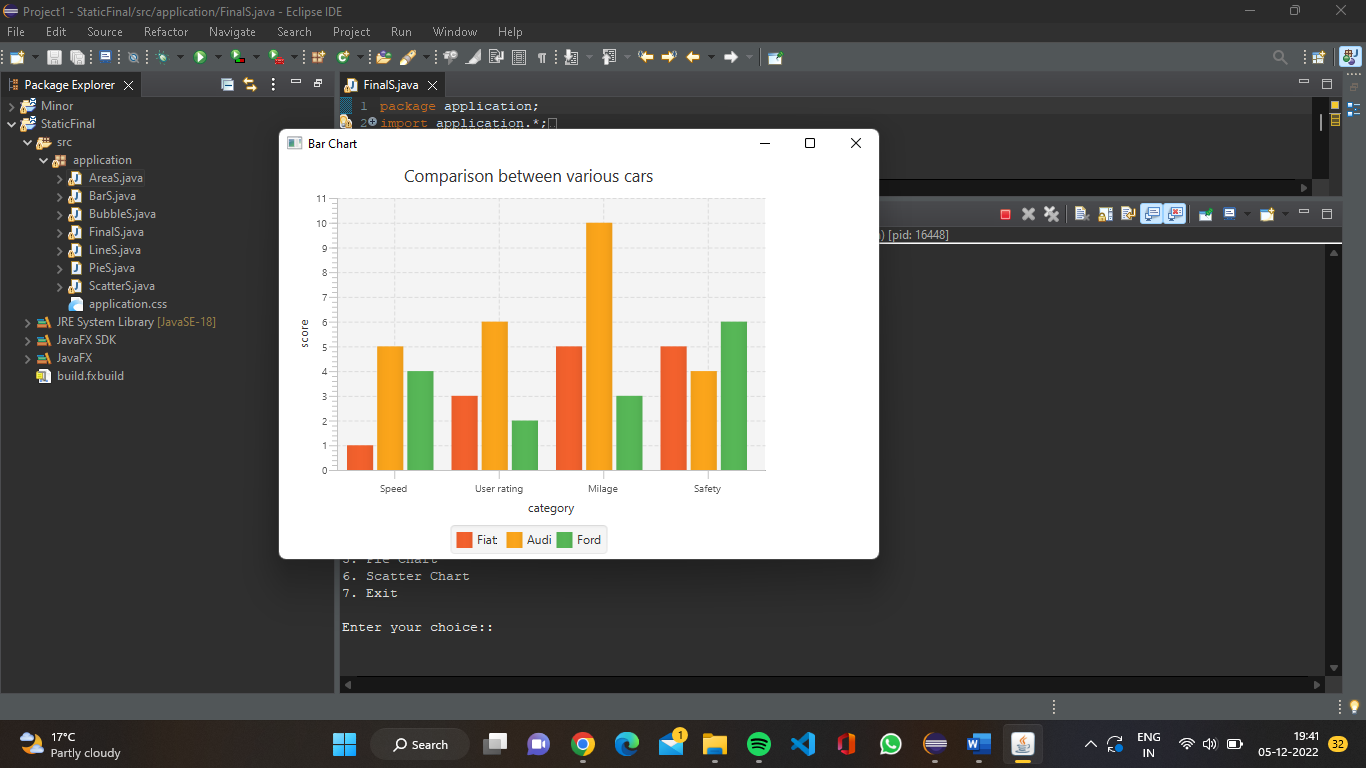 Project1 - StaticFinal/src/application/FinalS.java - Eclipse IDE
File Edit Source Refactor Navigate Search Project Run Window Help
Package Explorer
FinalS.java
Minor
StaticFinal
src
application
AreaS.java
BarS.java
BubbleS.java
FinalS.java
LineS.java
PieS.java
ScatterS.java
application.css
JRE System Library [JavaSE-18]
JavaFX SDK
JavaFX
build.fxbuild
1 package application;
2 import application.*;
) [pid: 16448]
Bar Chart
Comparison between various cars
score
11
10
9
8
7
6
5
4
3
2
1
0
Speed User rating Milage Safety
category
Fiat Audi Ford
5. Pie Chart
6. Scatter Chart
7. Exit
Enter your choice::
17°C
Partly cloudy
Search
1
ENG
IN
19:41
05-12-2022
32